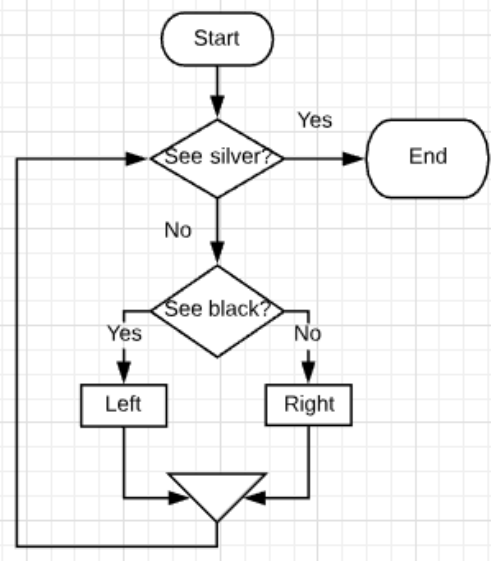 Start
See silver?
Yes
End
No
See black?
Yes
No
Left
Right